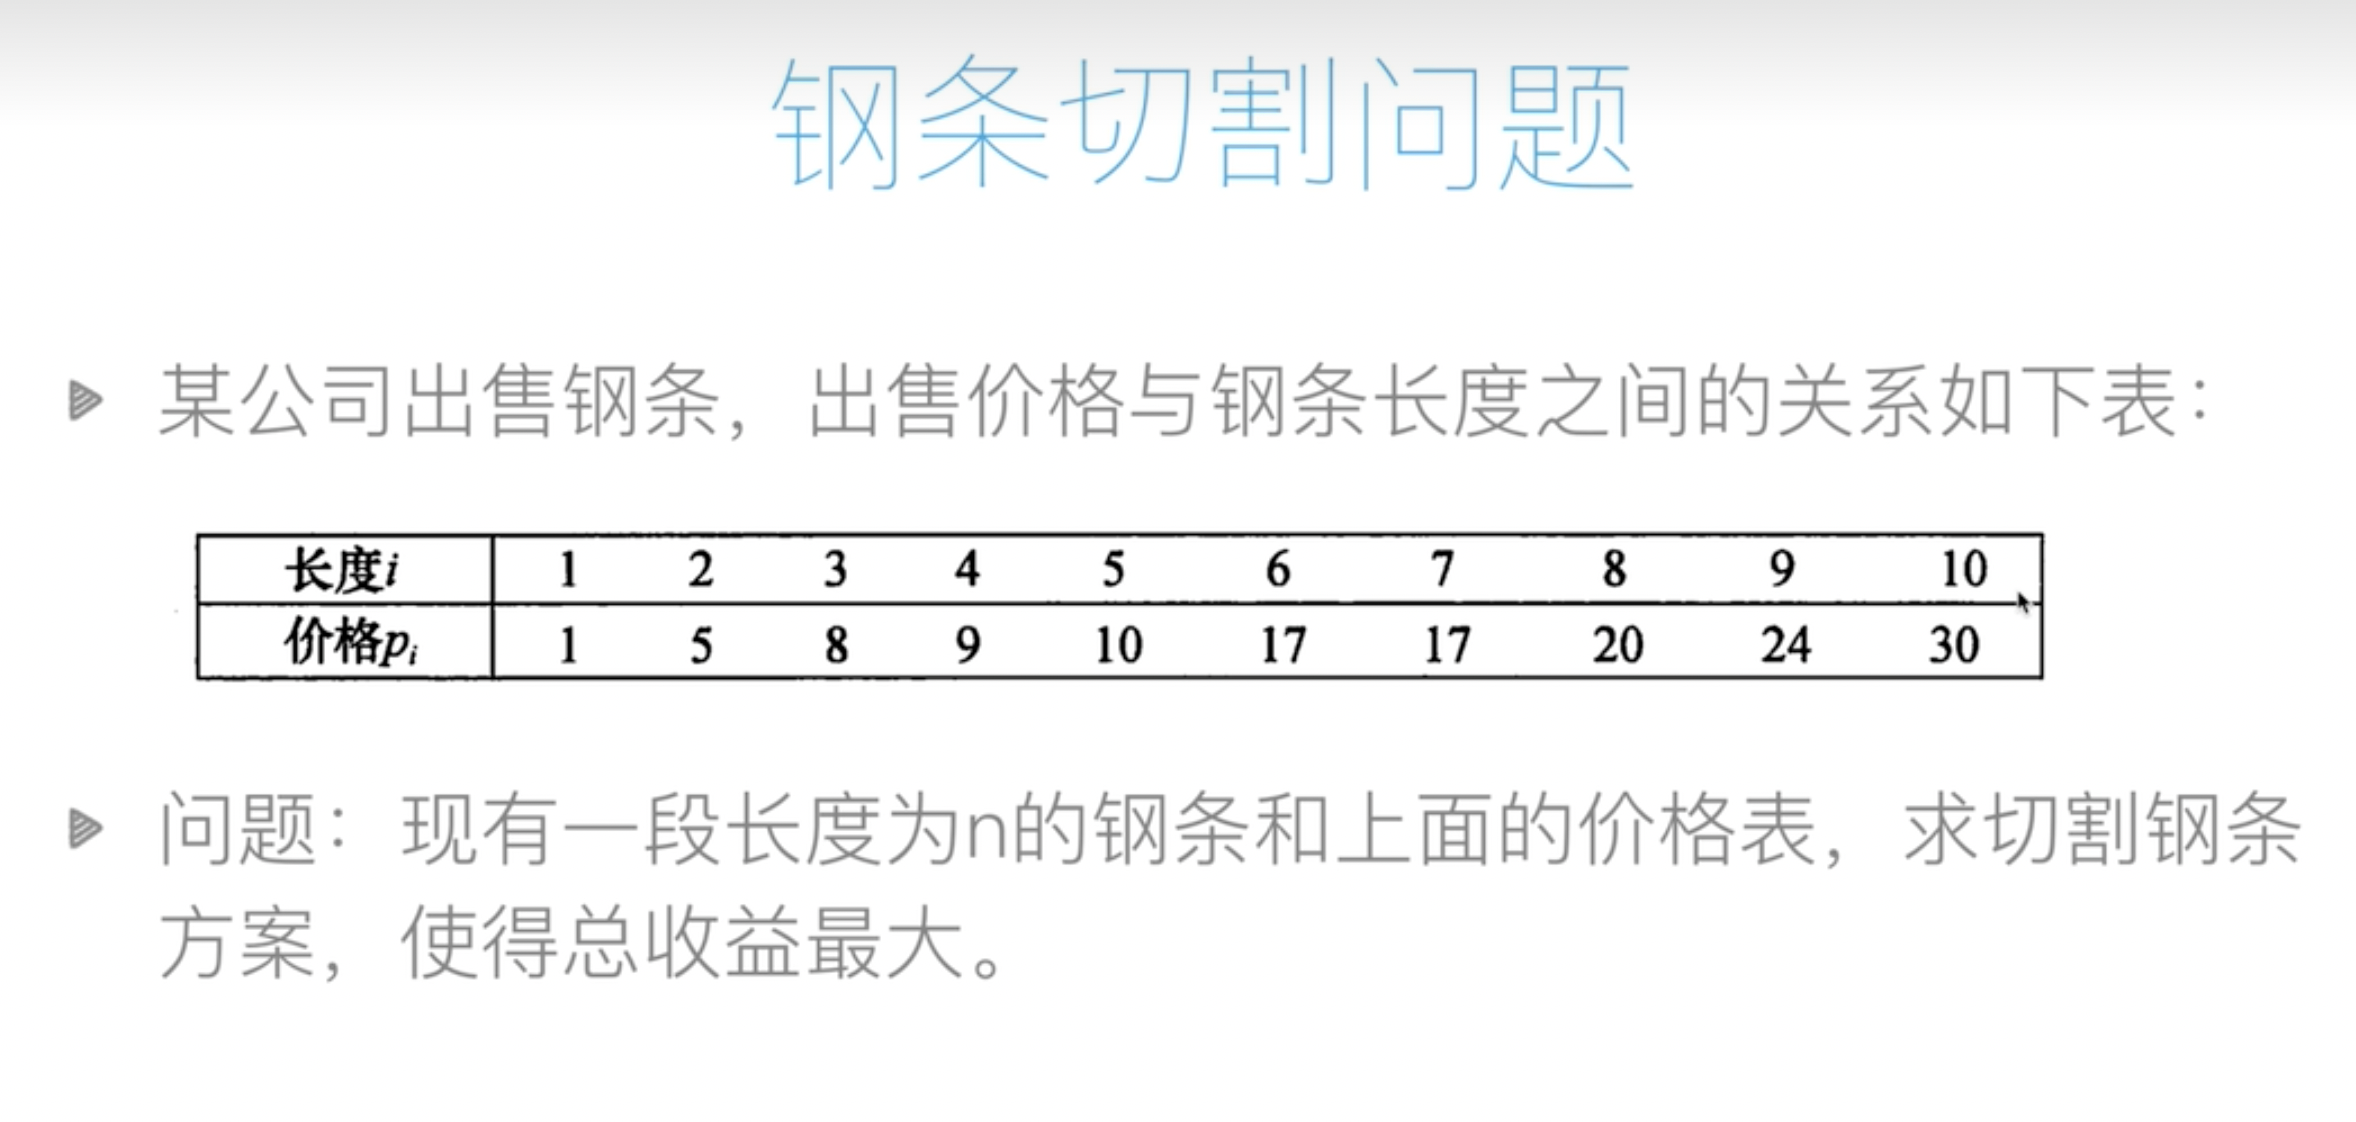 钢条切割问题
某公司出售钢条，出售价格与钢条长度之间的关系如下表：
长度i 1 2 3 4 5 6 7 8 9 10
价格pi 1 5 8 9 10 17 17 20 24 30
问题：现有一段长度为n的钢条和上面的价格表，求切割钢条
方案，使得总收益最大。